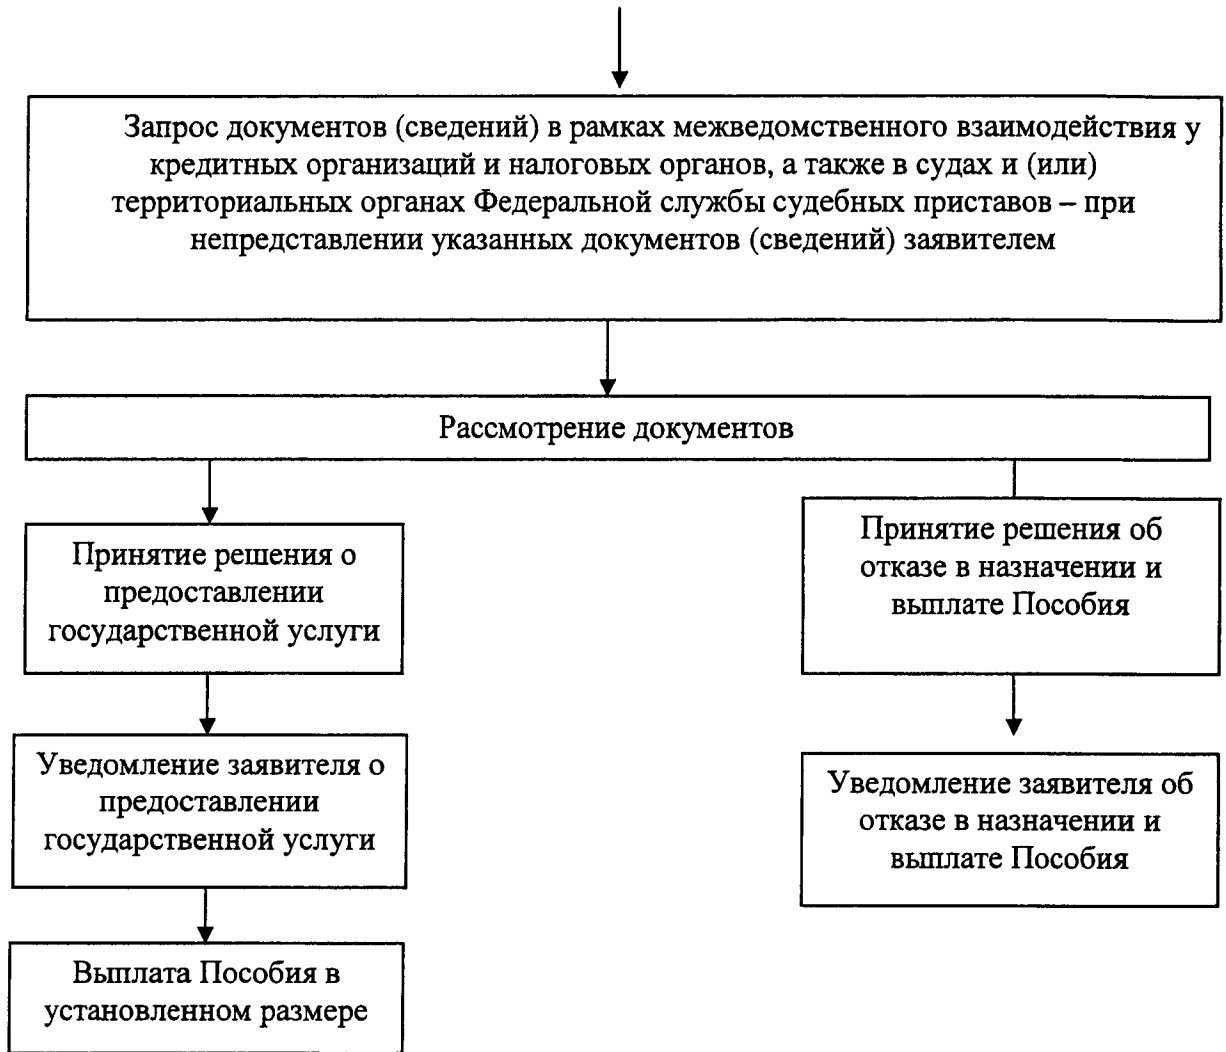 Запрос документов (сведений) в рамках межведомственного взаимодействия у
кредитных организаций и налоговых органов, а также в судах и (или)
территориальных органах Федеральной службы судебных приставов – при
непредставлении указанных документов (сведений) заявителем
Рассмотрение документов
Принятие решения о
предоставлении
государственной услуги
Принятие решения об
отказе в назначении и
выплате Пособия
Уведомление заявителя о
предоставлении
государственной услуги
Уведомление заявителя об
отказе в назначении и
выплате Пособия
Выплата Пособия в
установленном размере